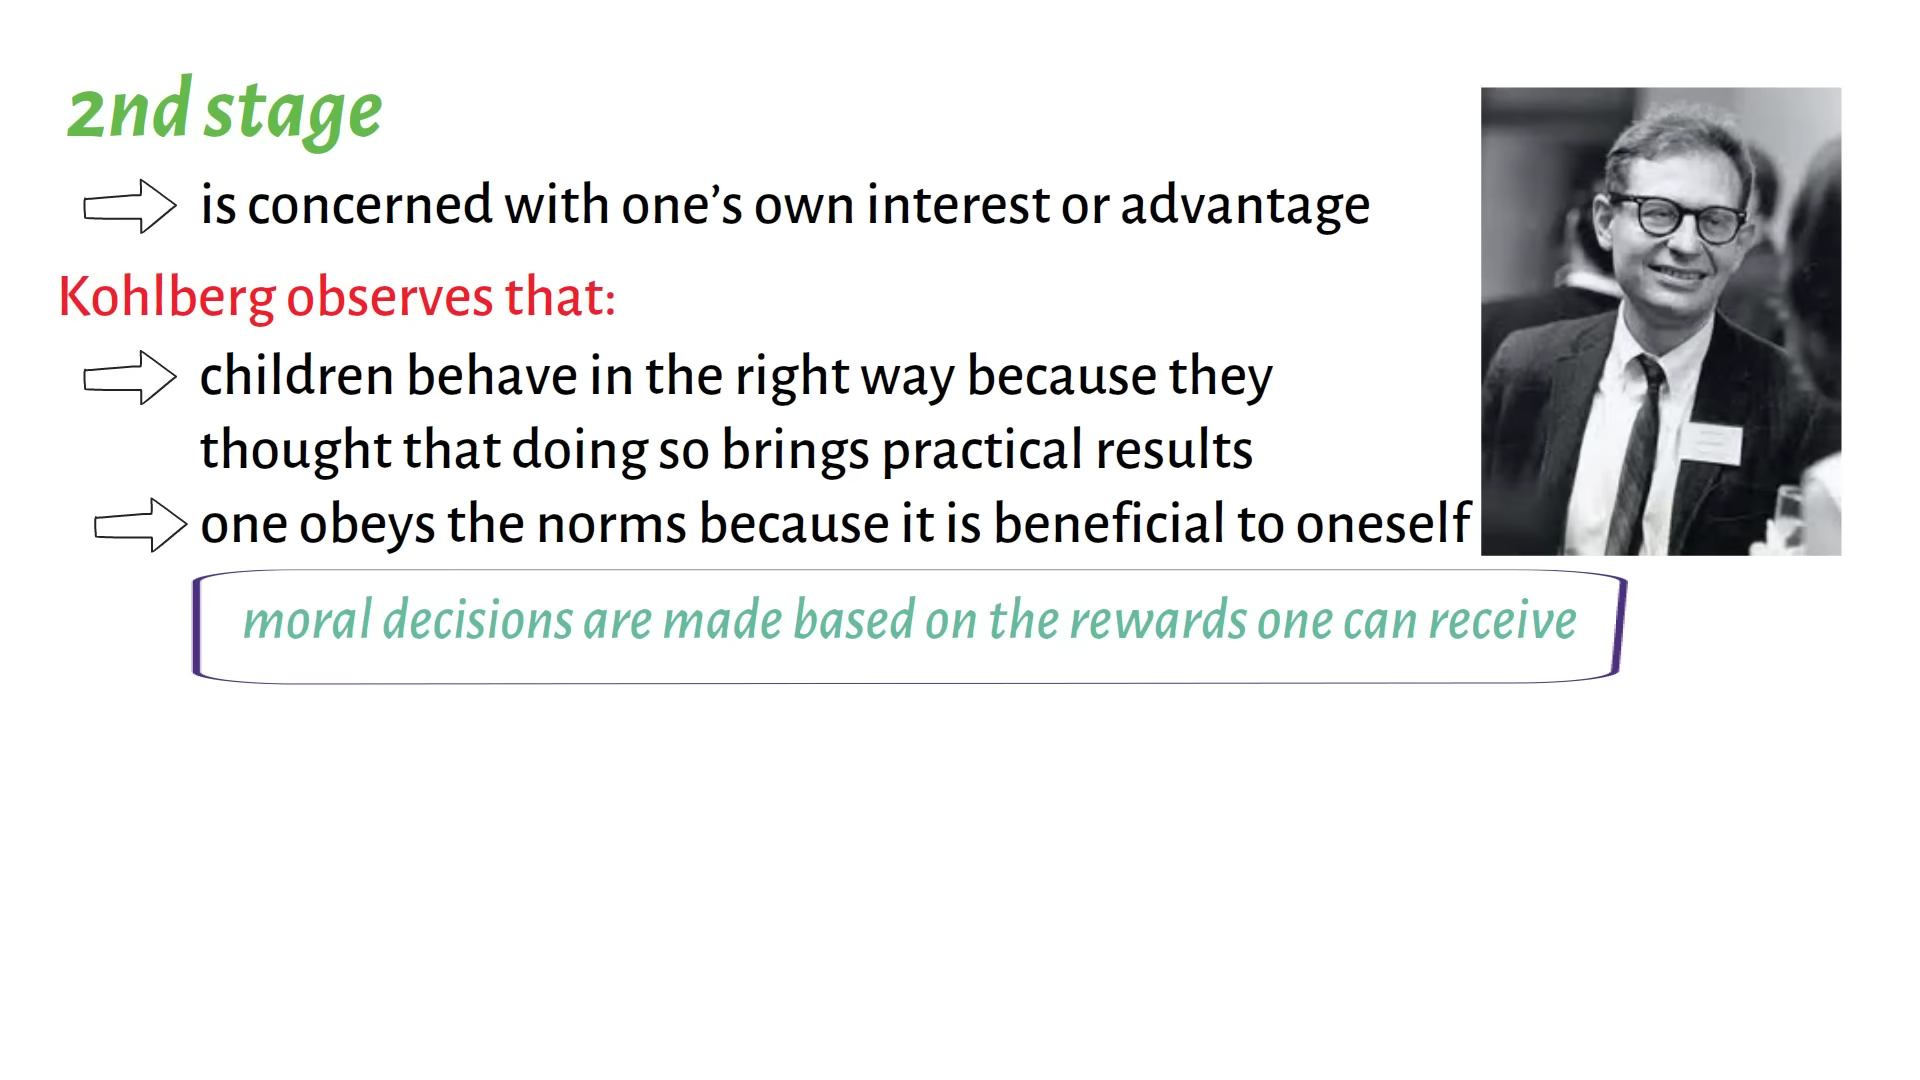 2nd stage
is concerned with one’s own interest or advantage
Kohlberg observes that:
children behave in the right way because they
thought that doing so brings practical results
one obeys the norms because it is beneficial to oneself
moral decisions are made based on the rewards one can receive